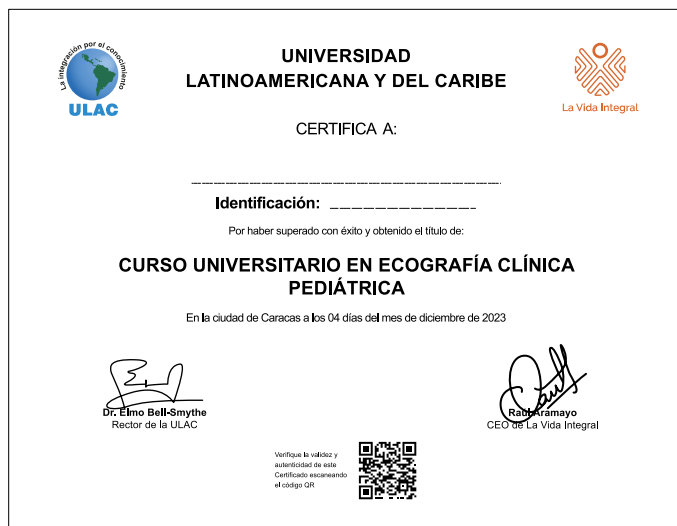 La integración por el conocimiento
ULAC
UNIVERSIDAD
LATINOAMERICANA Y DEL CARIBE
La Vida Integral
CERTIFICA A:
Identificación:
Por haber superado con éxito y obtenido el título de:
CURSO UNIVERSITARIO EN ECOGRAFÍA CLÍNICA
PEDIÁTRICA
En la ciudad de Caracas a los 04 días del mes de diciembre de 2023
Dr. Elmo Bell-Smythe
Rector de la ULAC
Raúl Aramayo
CEO de La Vida Integral
Verifique la validez y
autenticidad de este
Certificado escaneando
el código QR